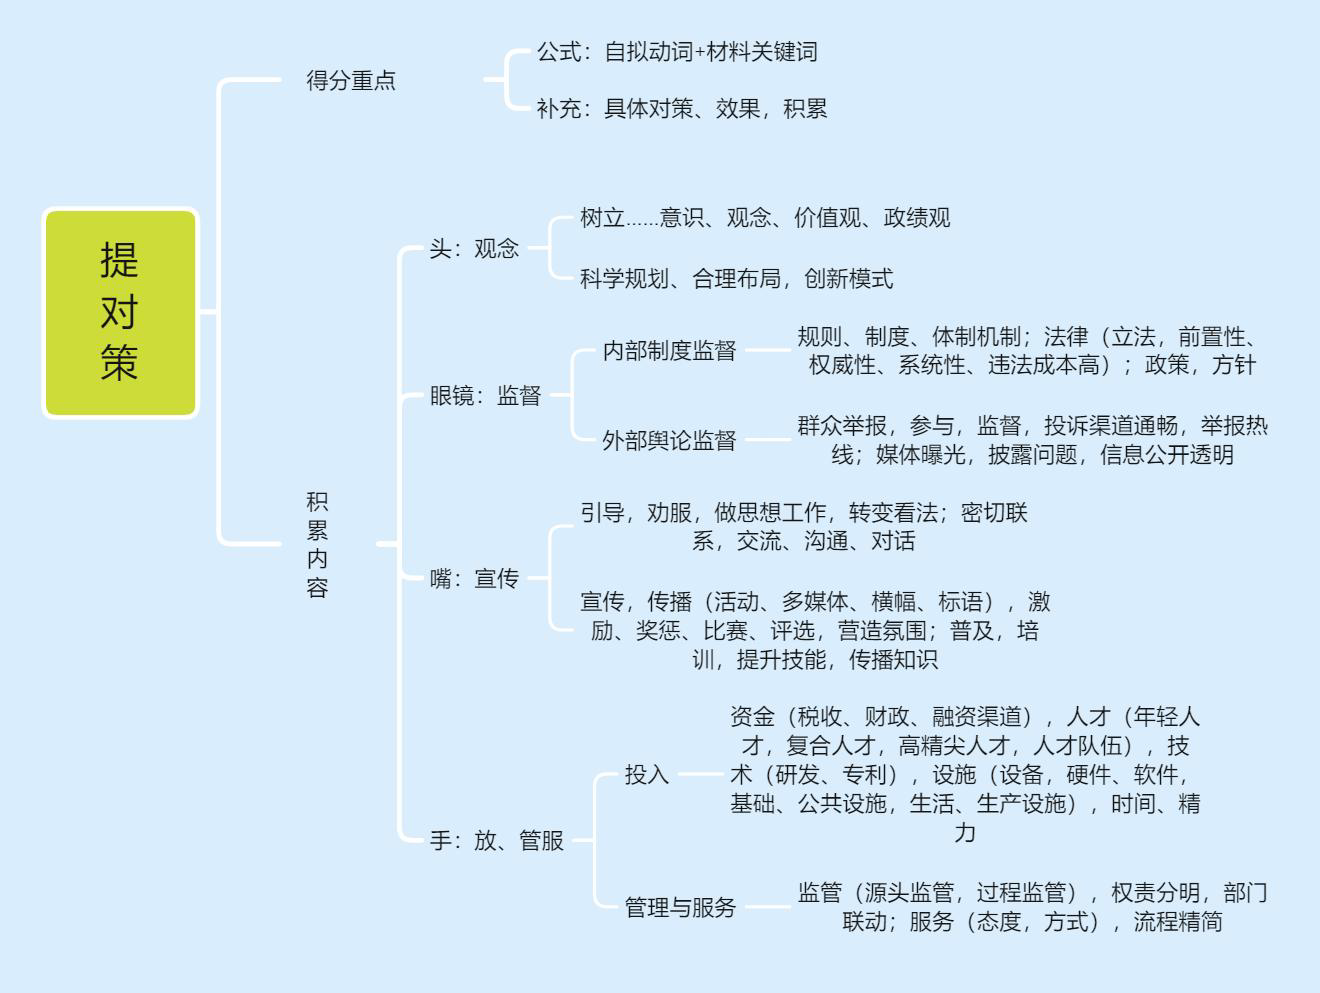 提
对
策
得分重点
公式：自拟动词+材料关键词
补充：具体对策、效果，积累
积
累
内
容
头：观念
树立......意识、观念、价值观、政绩观
科学规划、合理布局，创新模式
眼镜：监督
内部制度监督
规则、制度、体制机制；法律（立法，前置性、
权威性、系统性、违法成本高）；政策，方针
外部舆论监督
群众举报，参与，监督，投诉渠道通畅，举报热
线；媒体曝光，披露问题，信息公开透明
嘴：宣传
引导，劝服，做思想工作，转变看法；密切联
系，交流、沟通、对话
宣传，传播（活动、多媒体、横幅、标语），激
励、奖惩、比赛、评选，营造氛围；普及，培
训，提升技能，传播知识
手：放、管服
投入
资金（税收、财政、融资渠道），人才（年轻人
才，复合人才，高精尖人才，人才队伍），技
术（研发、专利），设施（设备，硬件、软件，
基础、公共设施，生活、生产设施），时间、精
力
管理与服务
监管（源头监管，过程监管），权责分明，部门
联动；服务（态度，方式），流程精简